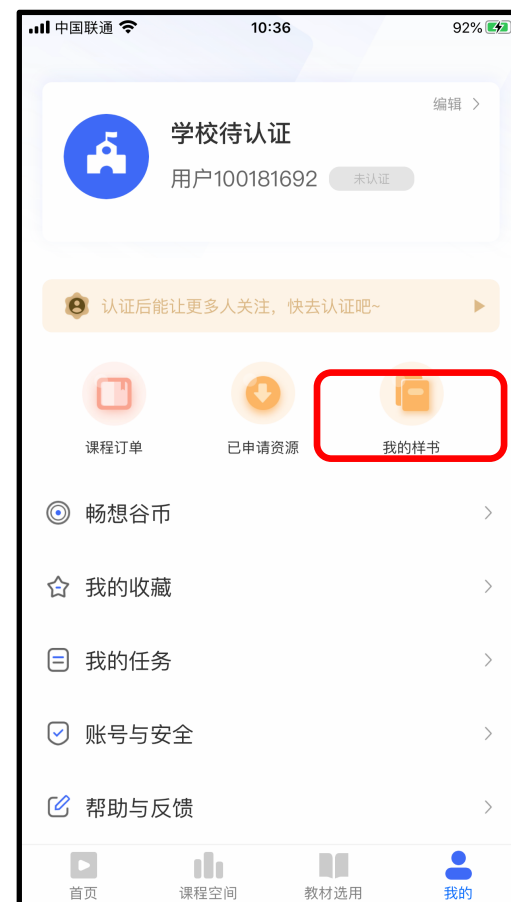 中国联通 10:36 92%
编辑
学校待认证
用户100181692 未认证
认证后能让更多人关注，快去认证吧~
课程订单 已申请资源 我的样书
畅想谷币
我的收藏
我的任务
账号与安全
帮助与反馈
首页 课程空间 教材选用 我的